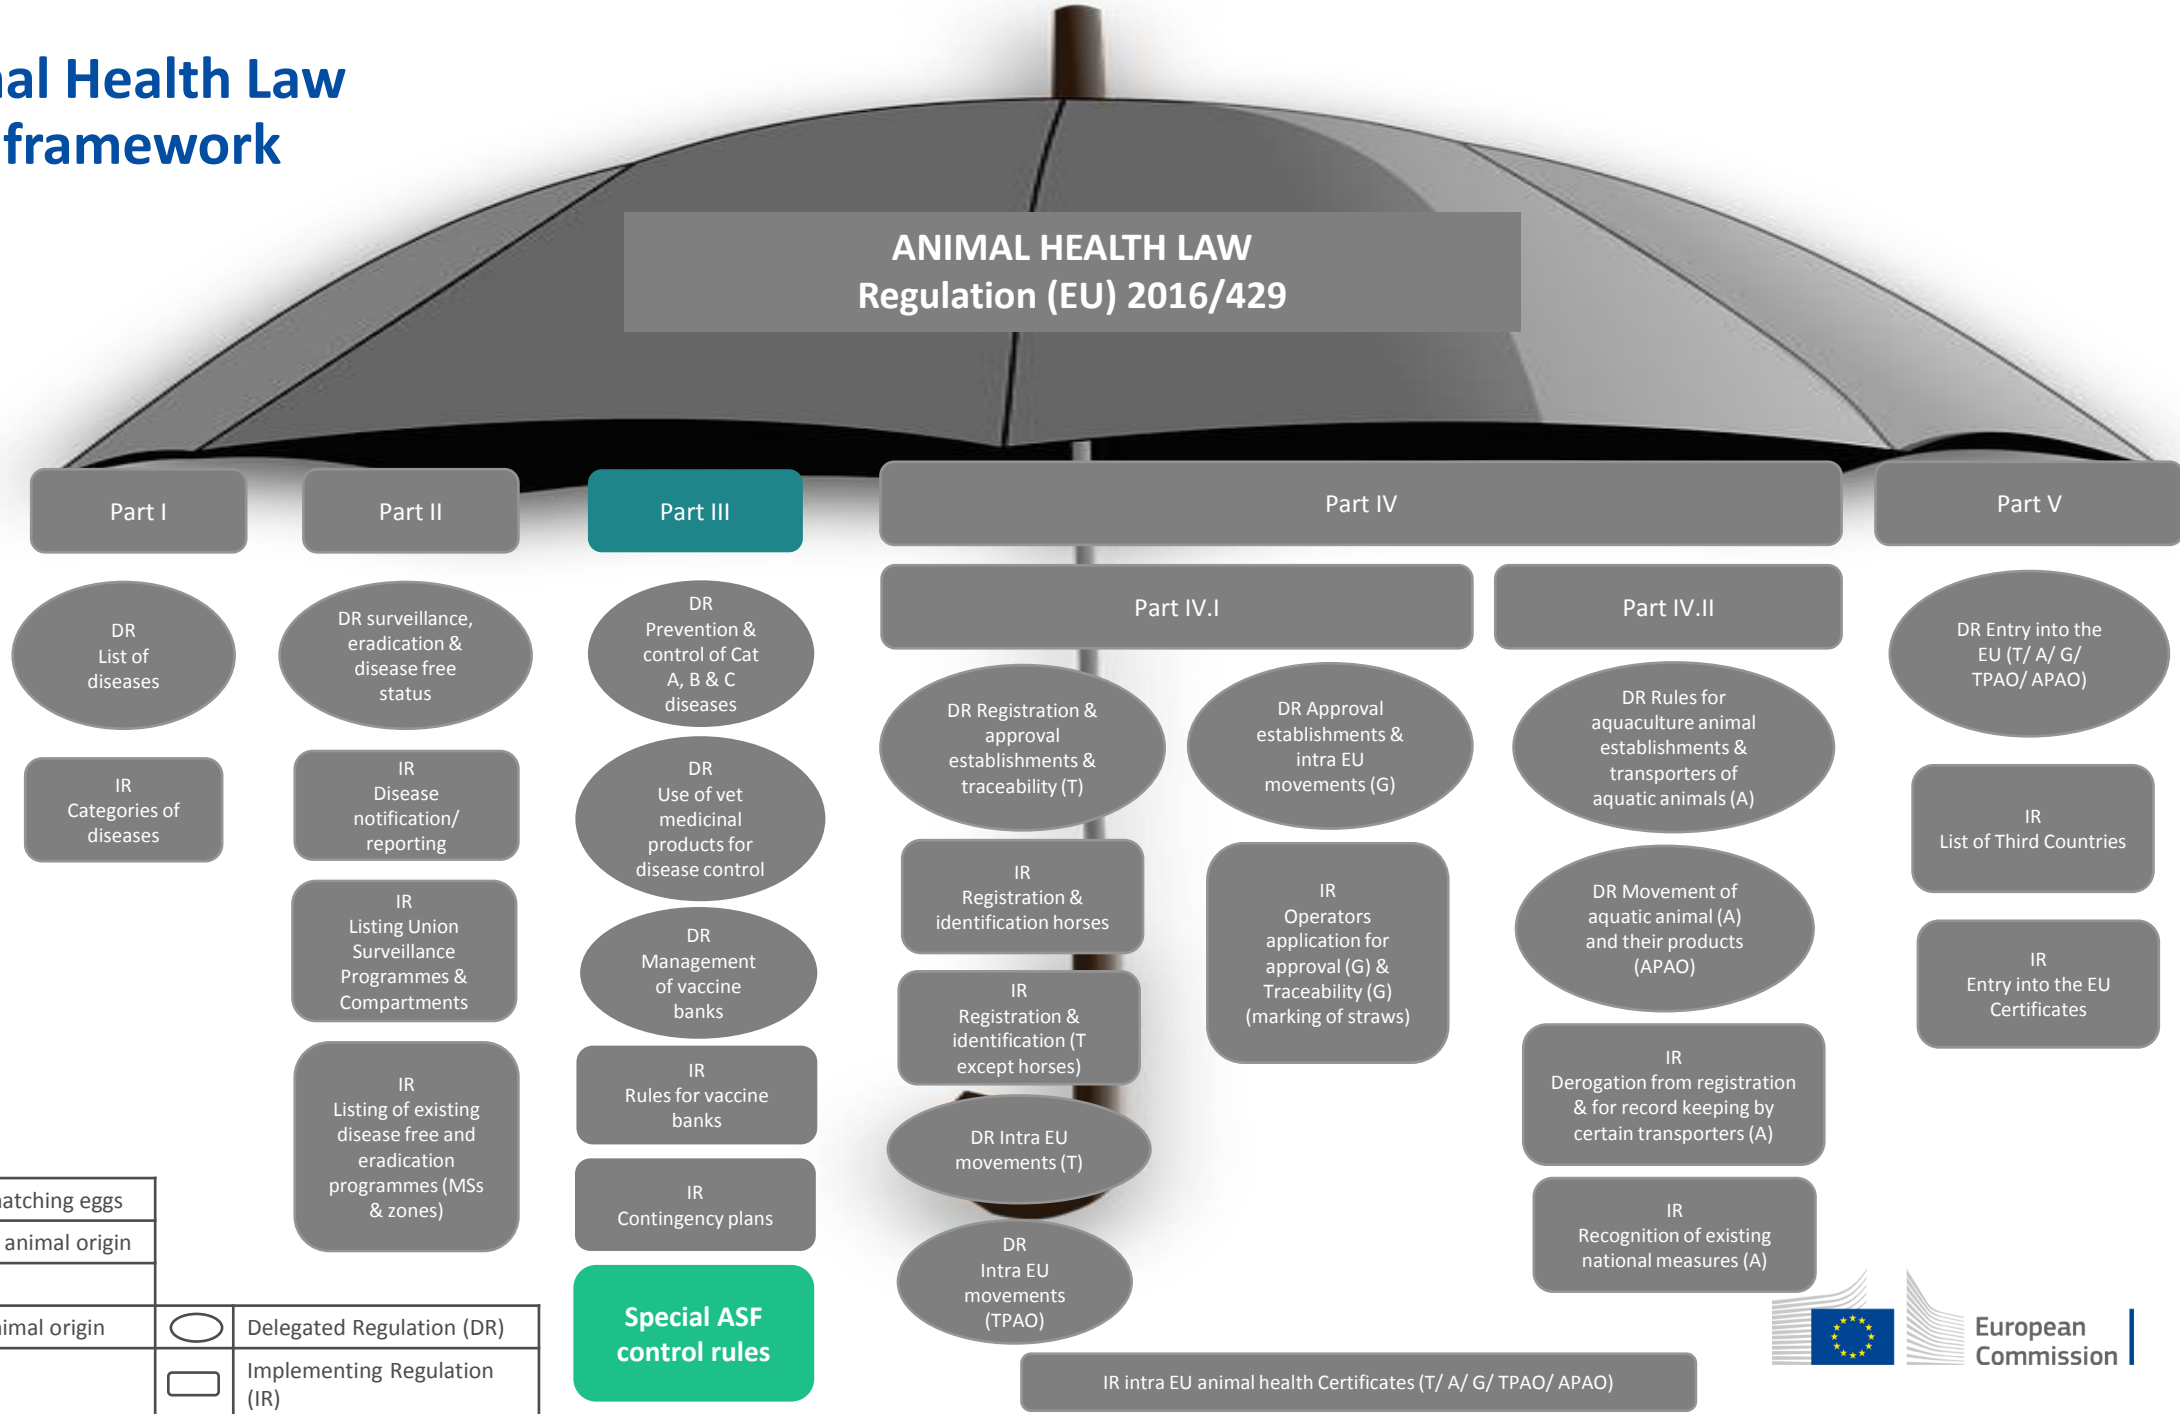 nal Health Law
framework
ANIMAL HEALTH LAW
Regulation (EU) 2016/429
Part I
Part II
Part III
Part IV
Part V
Part IV.I
Part IV.II
DR
List of
diseases
IR
Categories of
diseases
DR surveillance,
eradication &
disease free
status
IR
Disease
notification/
reporting
IR
Listing Union
Surveillance
Programmes &
Compartments
IR
Listing of existing
disease free and
eradication
programmes (MSs
& zones)
DR
Prevention &
control of Cat
A, B & C
diseases
DR
Use of vet
medicinal
products for
disease control
DR
Management
of vaccine
banks
IR
Rules for vaccine
banks
IR
Contingency plans
Special ASF
control rules
DR Registration &
approval
establishments &
traceability (T)
IR
Registration &
identification horses
IR
Registration &
identification (T
except horses)
DR Intra EU
movements (T)
DR
Intra EU
movements
(TPAO)
DR Approval
establishments &
intra EU
movements (G)
IR
Operators
application for
approval (G) &
Traceability (G)
(marking of straws)
DR Rules for
aquaculture animal
establishments &
transporters of
aquatic animals (A)
DR Movement of
aquatic animal (A)
and their products
(APAO)
IR
Derogation from registration
& for record keeping by
certain transporters (A)
IR
Recognition of existing
national measures (A)
DR Entry into the
EU (T/ A/ G/
TPAO/ APAO)
IR
List of Third Countries
IR
Entry into the EU
Certificates
IR intra EU animal health Certificates (T/ A/ G/ TPAO/ APAO)
hatching eggs
animal origin
nimal origin
Delegated Regulation (DR)
Implementing Regulation
(IR)
European
Commission